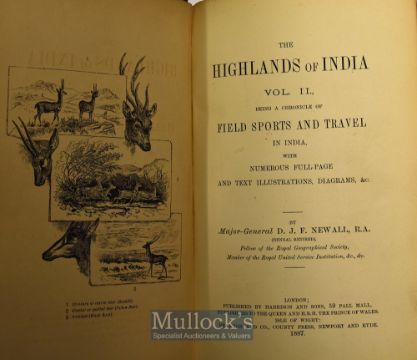 THE
HIGHLANDS OF INDIA
VOL. II.,
BEING A CHRONICLE OF
FIELD SPORTS AND TRAVEL
IN INDIA,
WITH
NUMEROUS FULL-PAGE
AND TEXT ILLUSTRATIONS, DIAGRAMS, &c.
BY
Major-General D. J. F. NEWALL, R.A.
(BENGAL RETIRED),
Fellow of the Royal Geographical Society,
Member of the Royal United Service Institution, &c., &c.
LONDON:
PUBLISHED BY HARRISON AND SONS, 59 PALL MALL,
TO THE QUEEN AND H.R.H. THE PRINCE OF WALES.
ISLE OF WIGHT:
CO., COUNTY PRESS, NEWPORT AND RYDE.
1887.
Mullock's
Specialist Auctioneers & Valuers